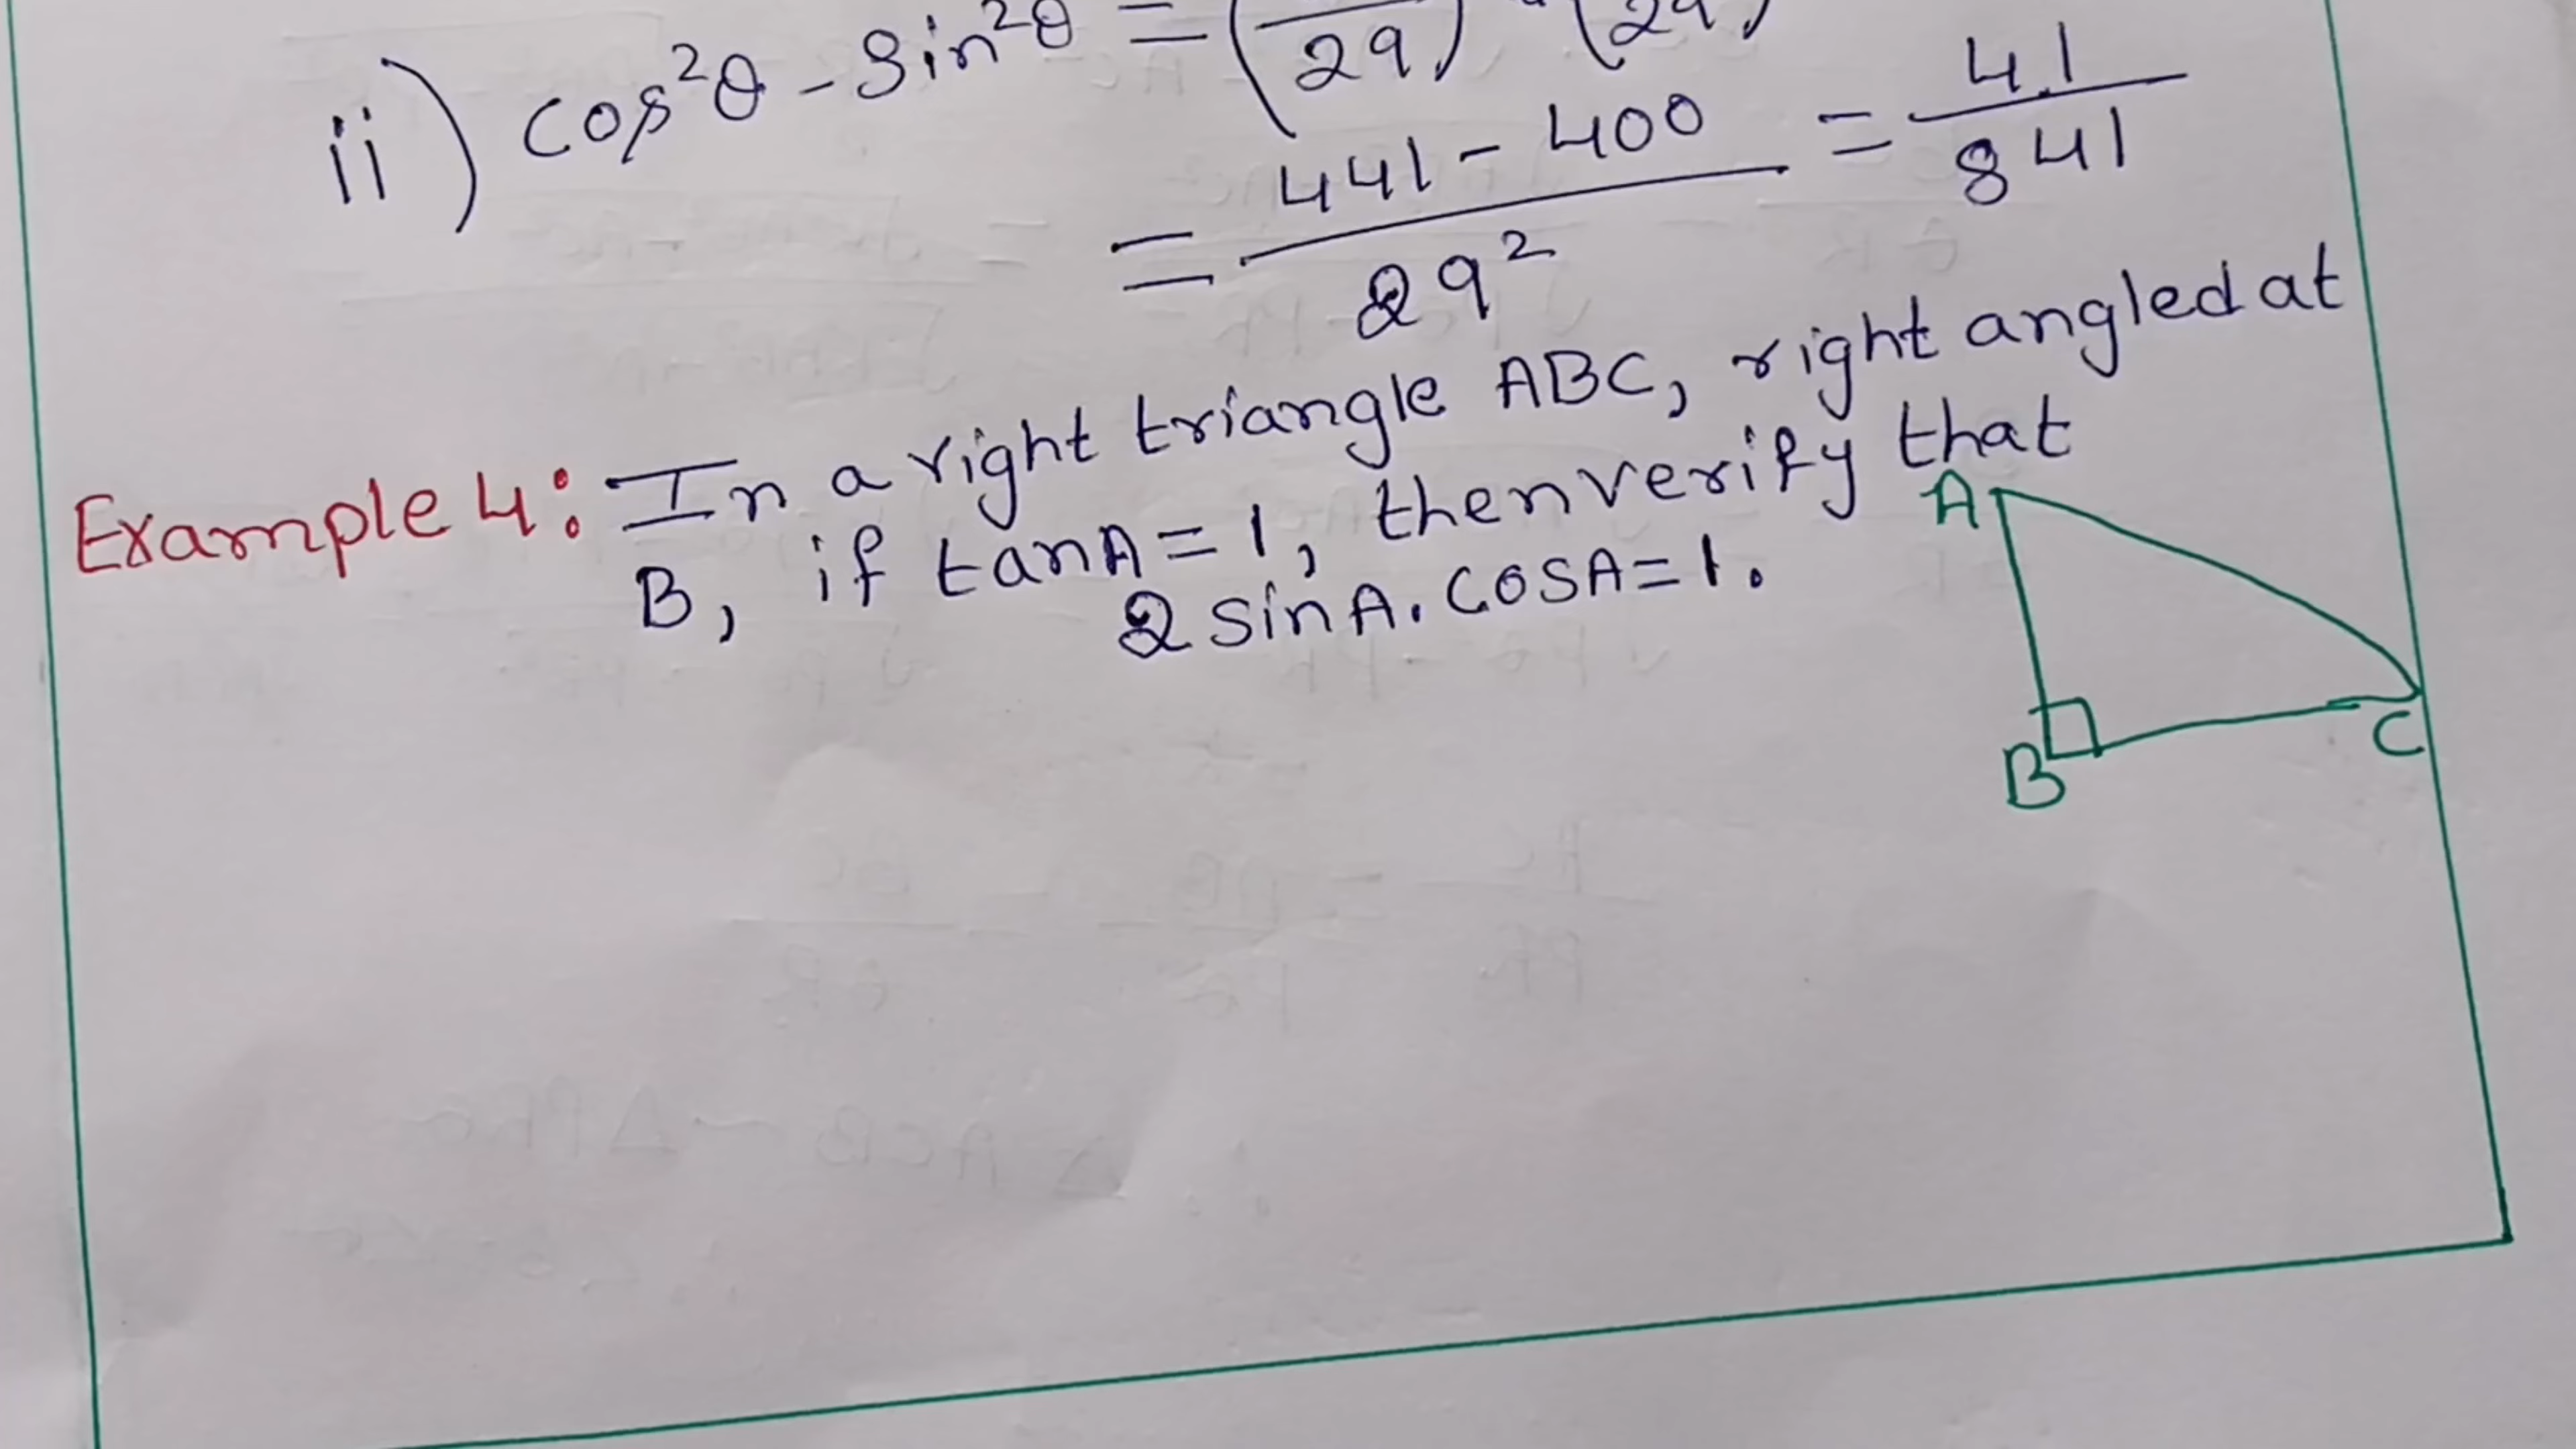 ii) cos²θ - Sin²θ = (/29) (29)
= 441 - 400 / 29² = 41 / 841
Example 4: In a right triangle ABC, right angled at
B, if tanA = 1, then verify that
2 sinA. cosA = 1.
A
B
C